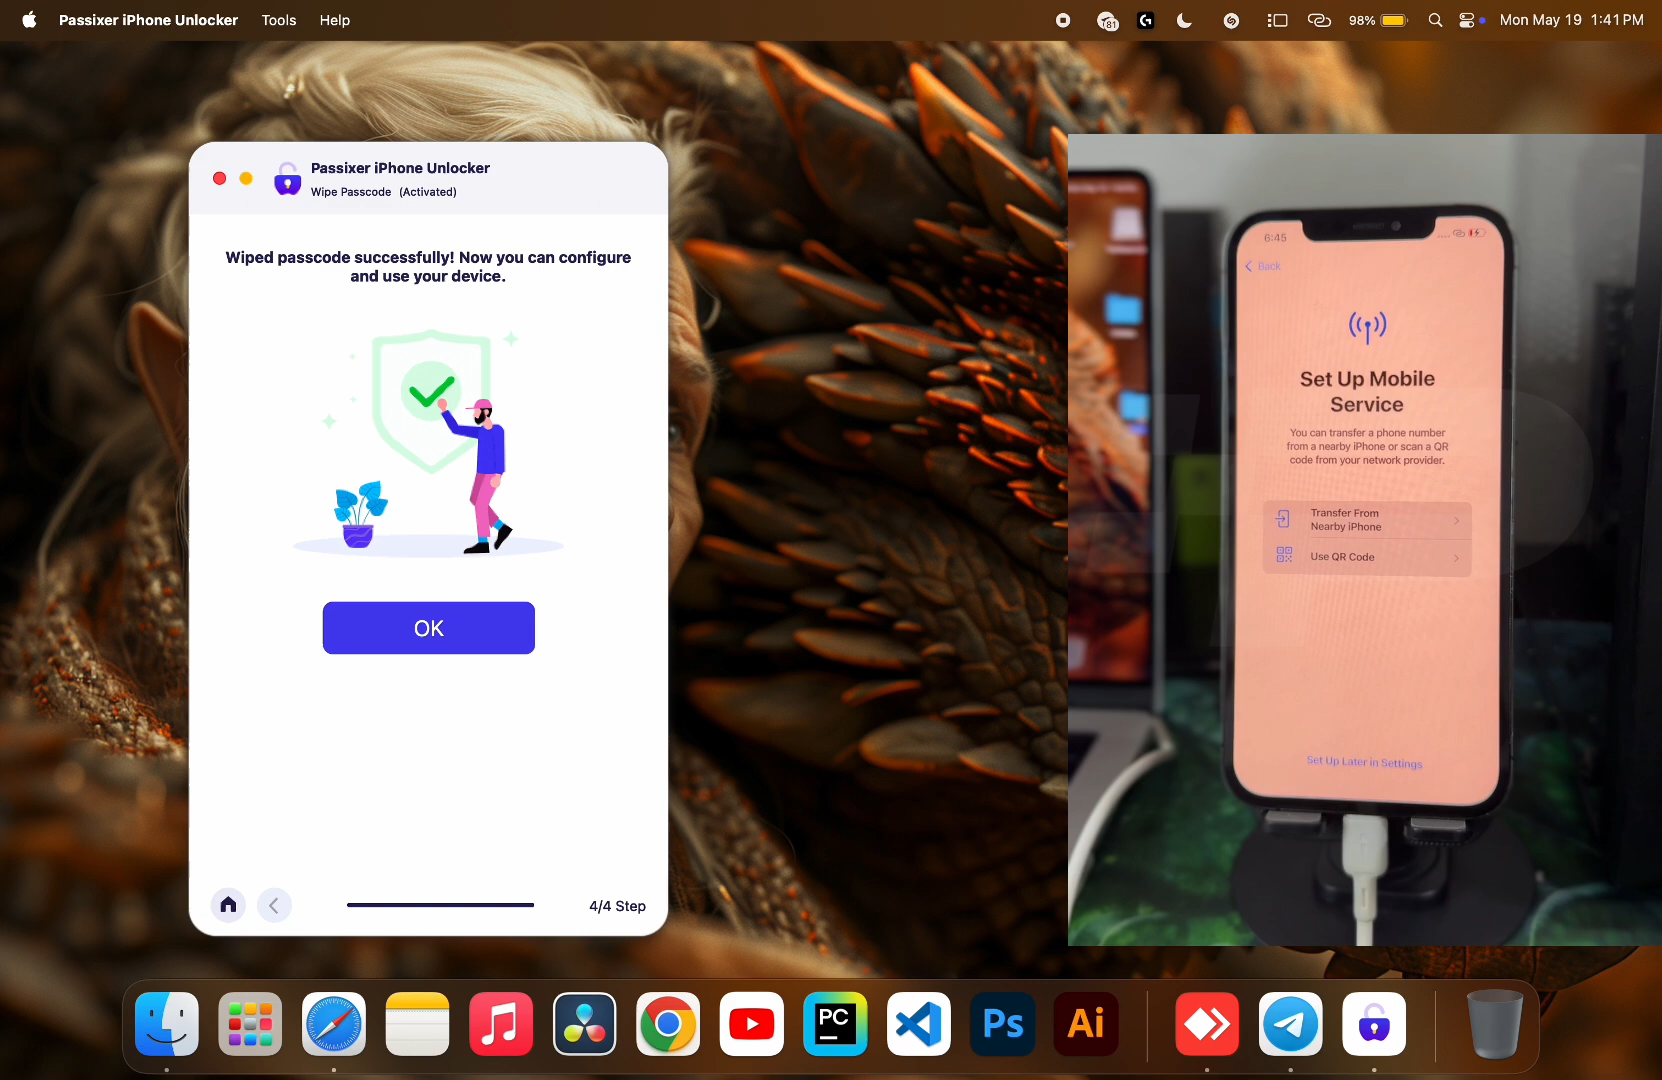 Passixer iPhone Unlocker Tools Help
81
98%
Mon May 19 1:41 PM
Passixer iPhone Unlocker
Wipe Passcode (Activated)
Wiped passcode successfully! Now you can configure
and use your device.
OK
4/4 Step
6:45
Back
Set Up Mobile
Service
You can transfer a phone number
from a nearby iPhone or scan a QR
code from your network provider.
Transfer From
Nearby iPhone
Use QR Code
Set Up Later in Settings
PC
Ps
Ai